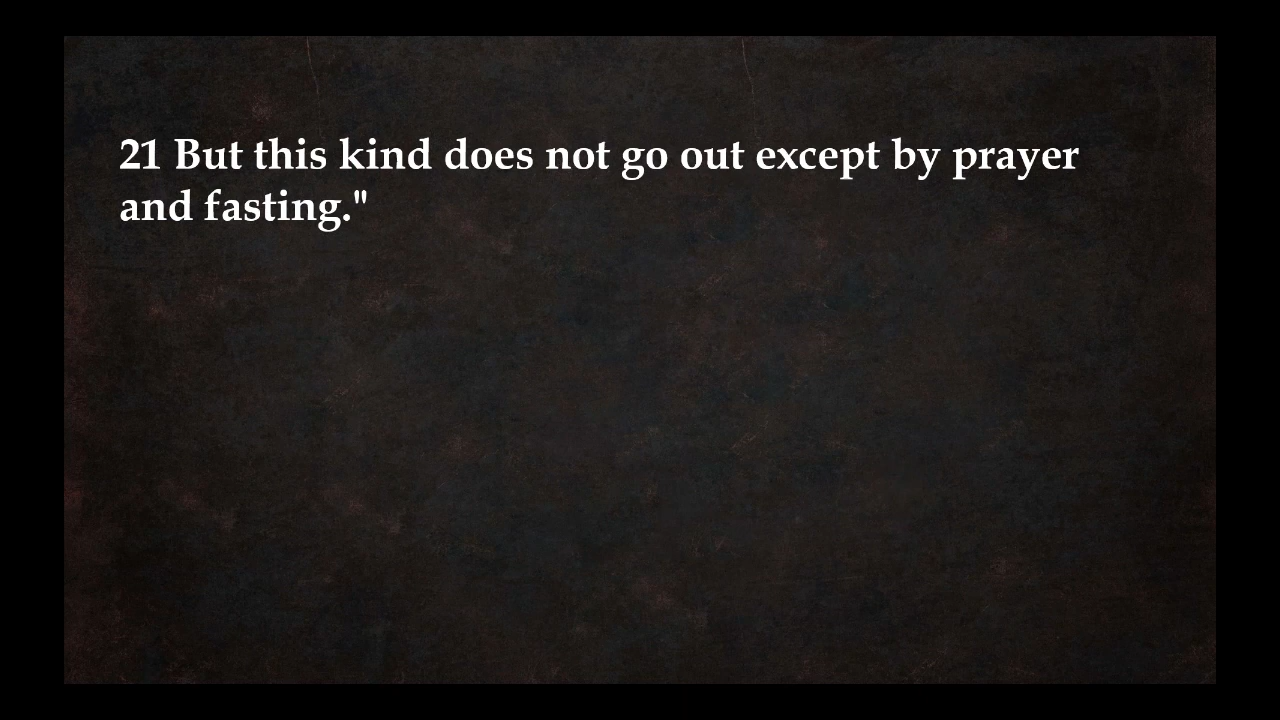 21 But this kind does not go out except by prayer
and fasting."